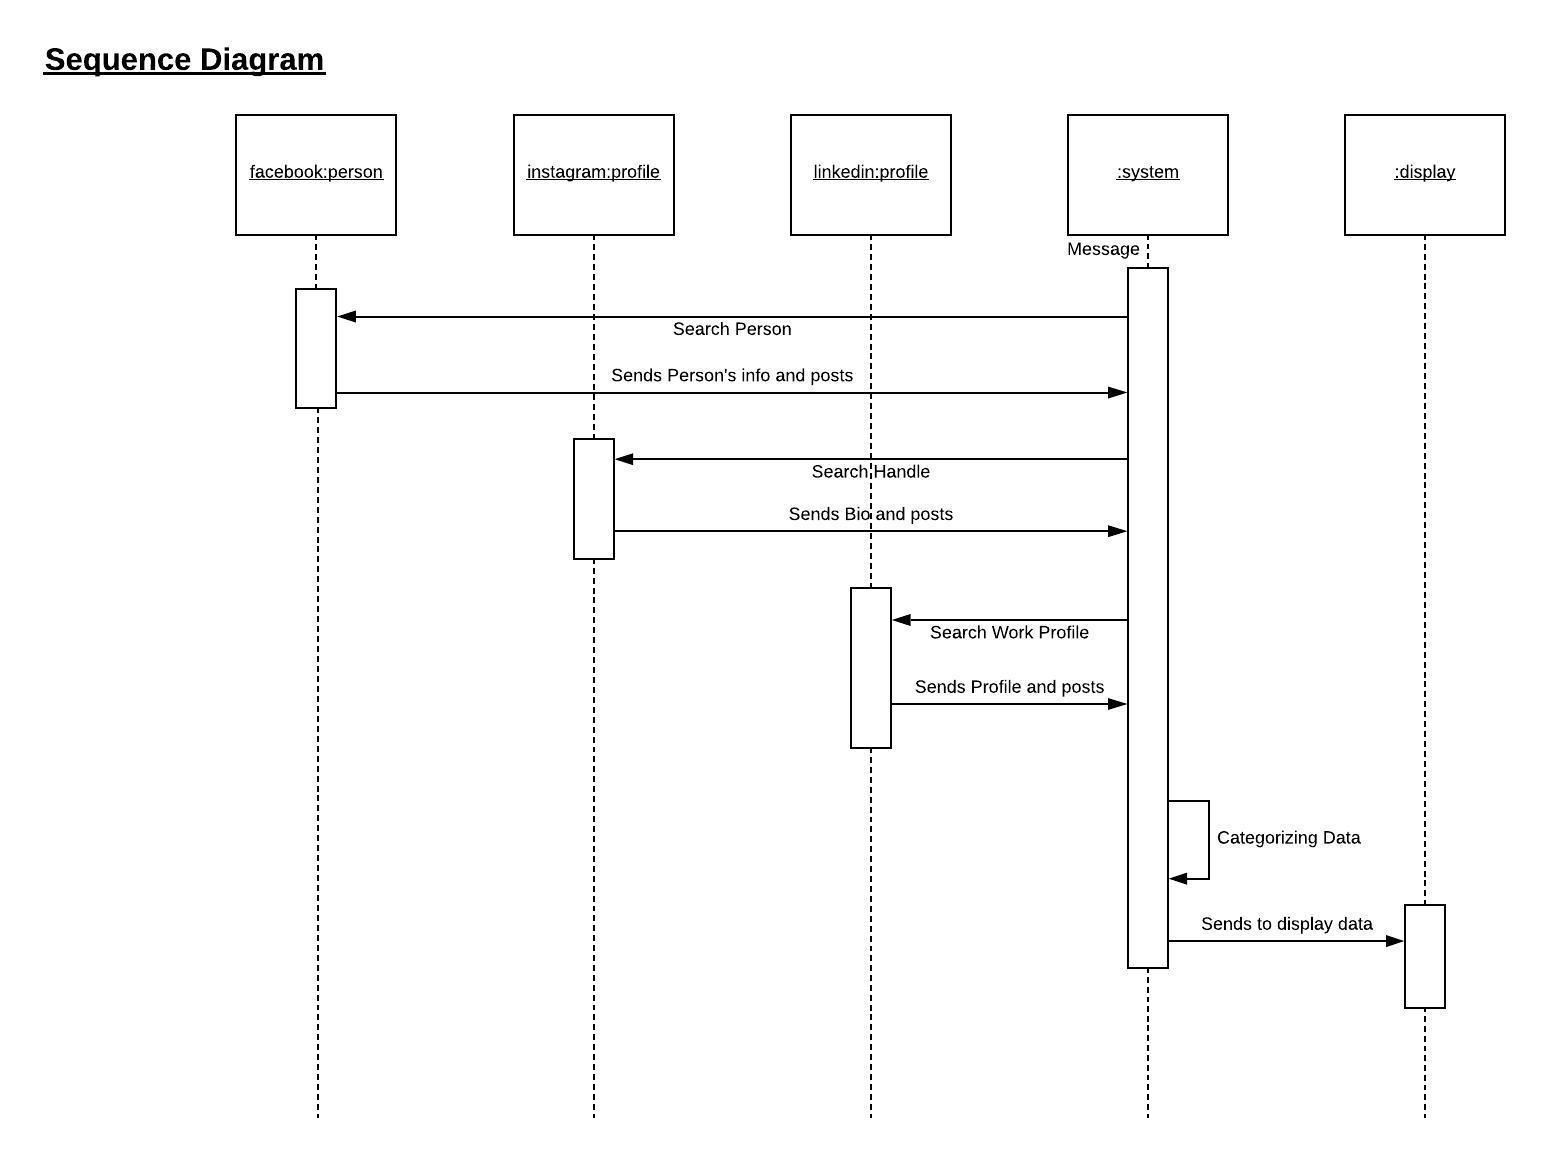 Sequence Diagram
facebook:person
instagram:profile
linkedin:profile
:system
:display
Message
Search Person
Sends Person's info and posts
Search Handle
Sends Bio and posts
Search Work Profile
Sends Profile and posts
Categorizing Data
Sends to display data